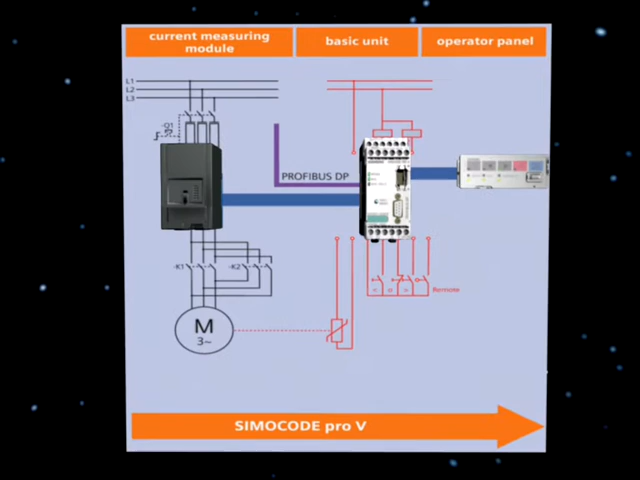 current measuring
module
basic unit
operator panel
L1
L2
L3
-Q1
PROFIBUS DP
-K1
-K2
Remote
M
3~
SIMOCODE pro V